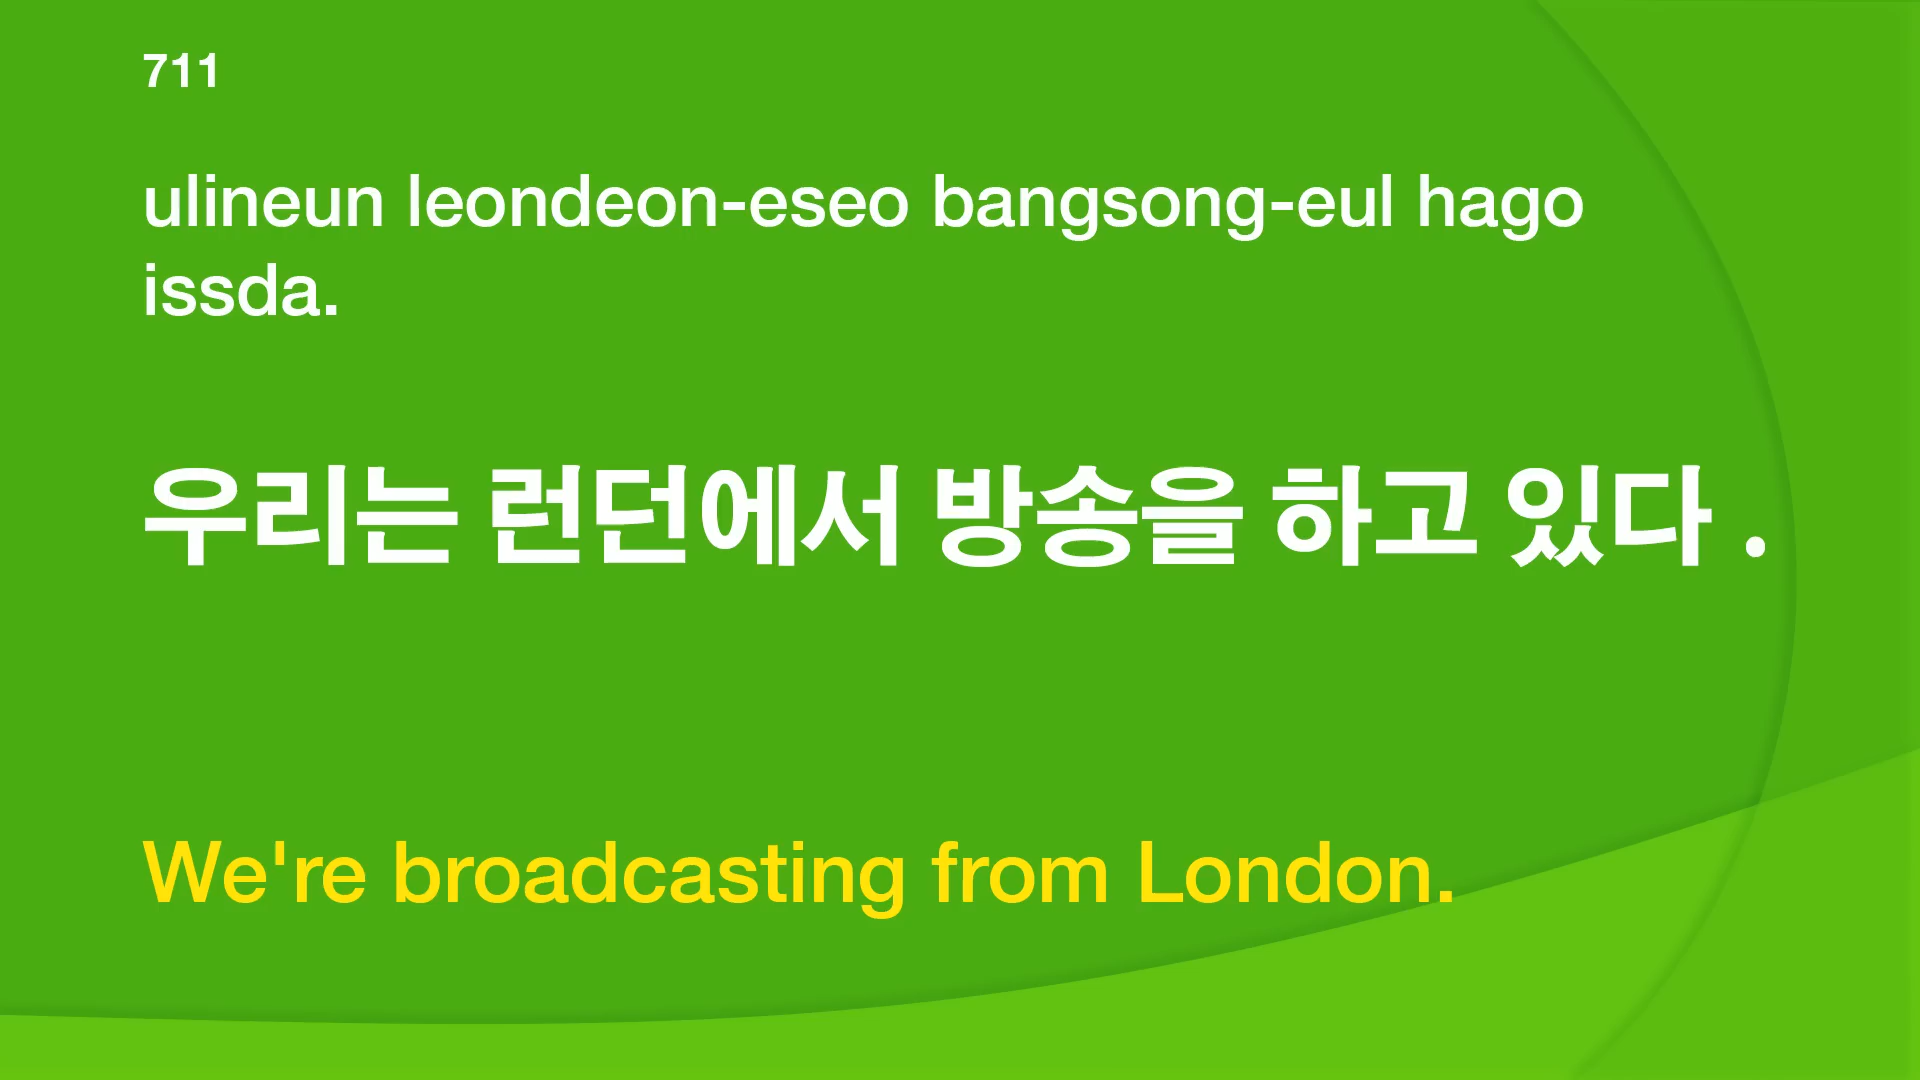 711
ulineun leondeon-eseo bangsong-eul hago
issda.
우리는 런던에서 방송을 하고 있다 .
We're broadcasting from London.